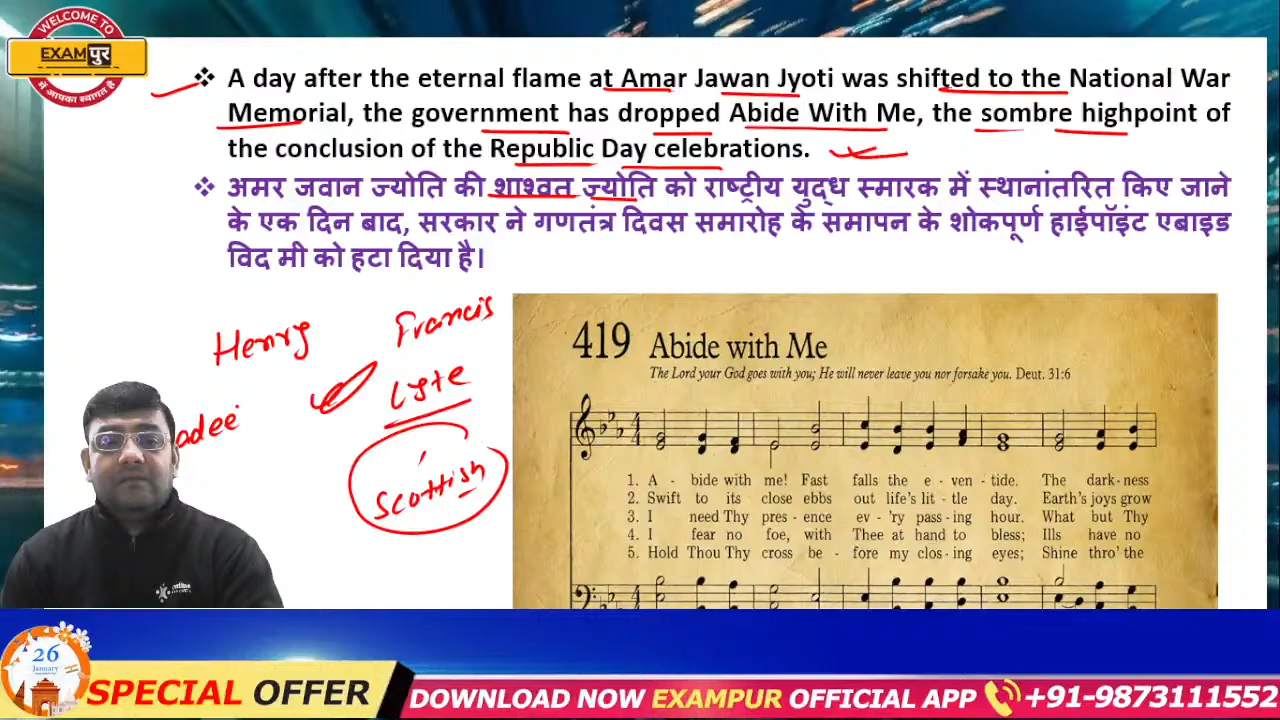 WELCOME TO
EXAMपुर
में आपका स्वागत है
❖ A day after the eternal flame at Amar Jawan Jyoti was shifted to the National War
Memorial, the government has dropped Abide With Me, the sombre highpoint of
the conclusion of the Republic Day celebrations.
❖ अमर जवान ज्योति की शाश्वत ज्योति को राष्ट्रीय युद्ध स्मारक में स्थानांतरित किए जाने
के एक दिन बाद, सरकार ने गणतंत्र दिवस समारोह के समापन के शोकपूर्ण हाईपॉइंट एबाइड
विद मी को हटा दिया है।
Henry Francis
Lyte
adee
Scottish
419 Abide with Me
The Lord your God goes with you; He will never leave you nor forsake you. Deut. 31:6
1. A - bide with me! Fast falls the e - ven - tide. The dark-ness
2. Swift to its close ebbs out life's lit - tle day. Earth's joys grow
3. I need Thy pres - ence ev - 'ry pass - ing hour. What but Thy
4. I fear no foe, with Thee at hand to bless; Ills have no
5. Hold Thou Thy cross be - fore my clos - ing eyes; Shine thro' the
26
January
SPECIAL OFFER
DOWNLOAD NOW EXAMPUR OFFICIAL APP +91-9873111552